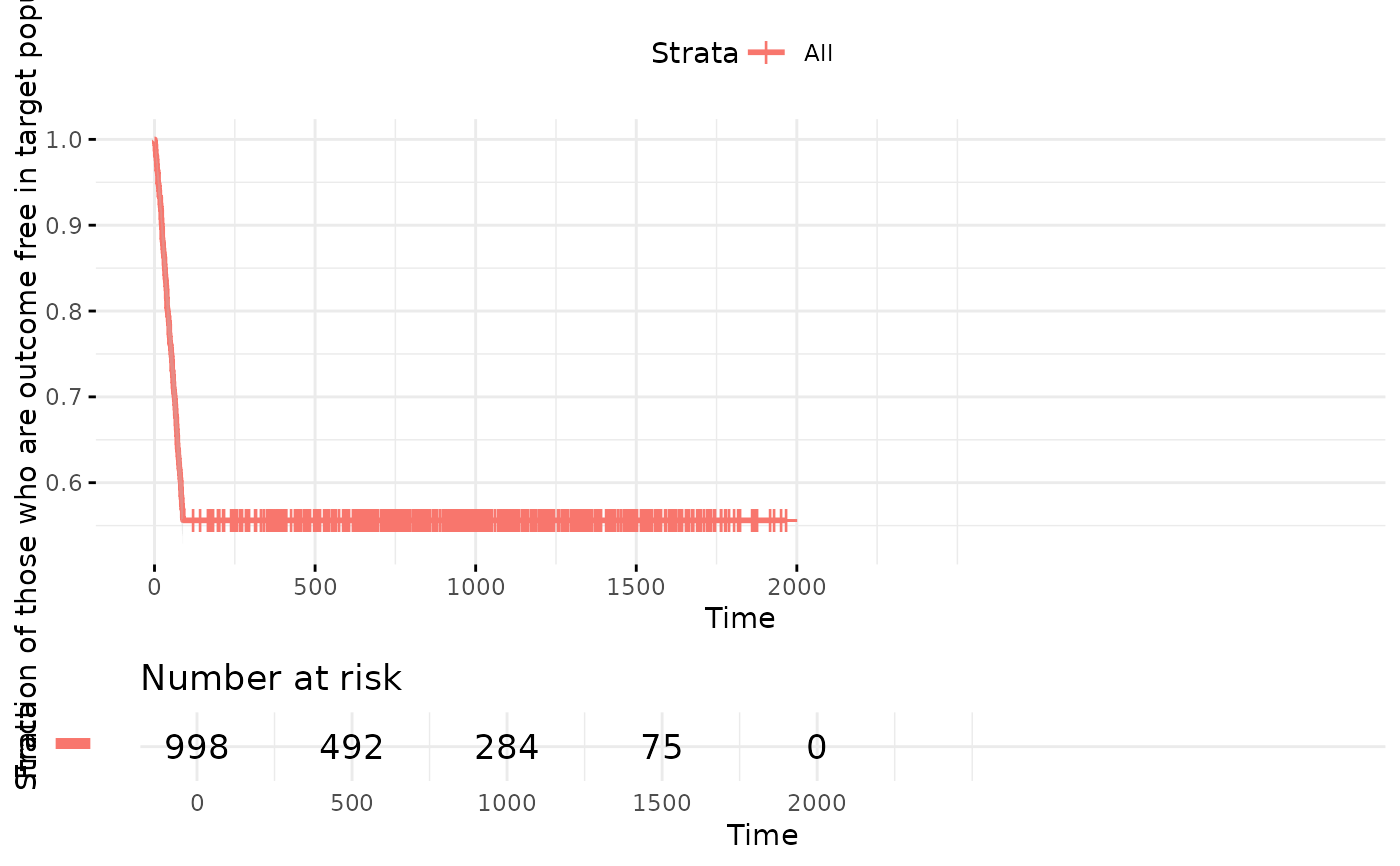 Strata All
Fraction of those who are outcome free in target
1.0
0.9
0.8
0.7
0.6
0 500 1000 1500 2000
Time
Number at risk
Strata
998 492 284 75 0
0 500 1000 1500 2000
Time